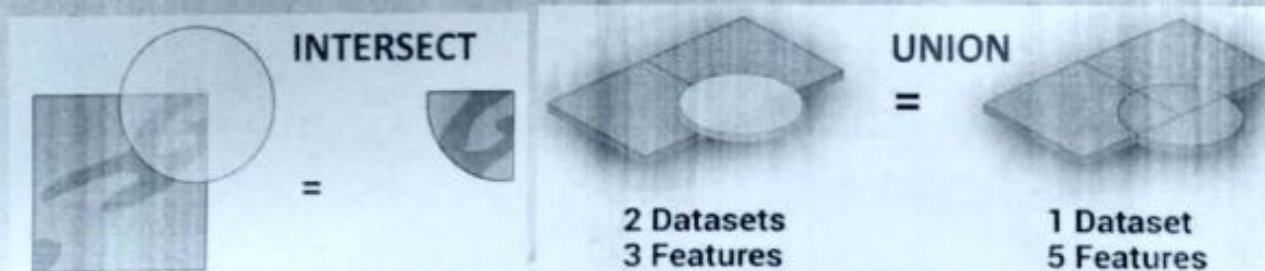 INTERSECT
=
UNION
=
2 Datasets
3 Features
1 Dataset
5 Features